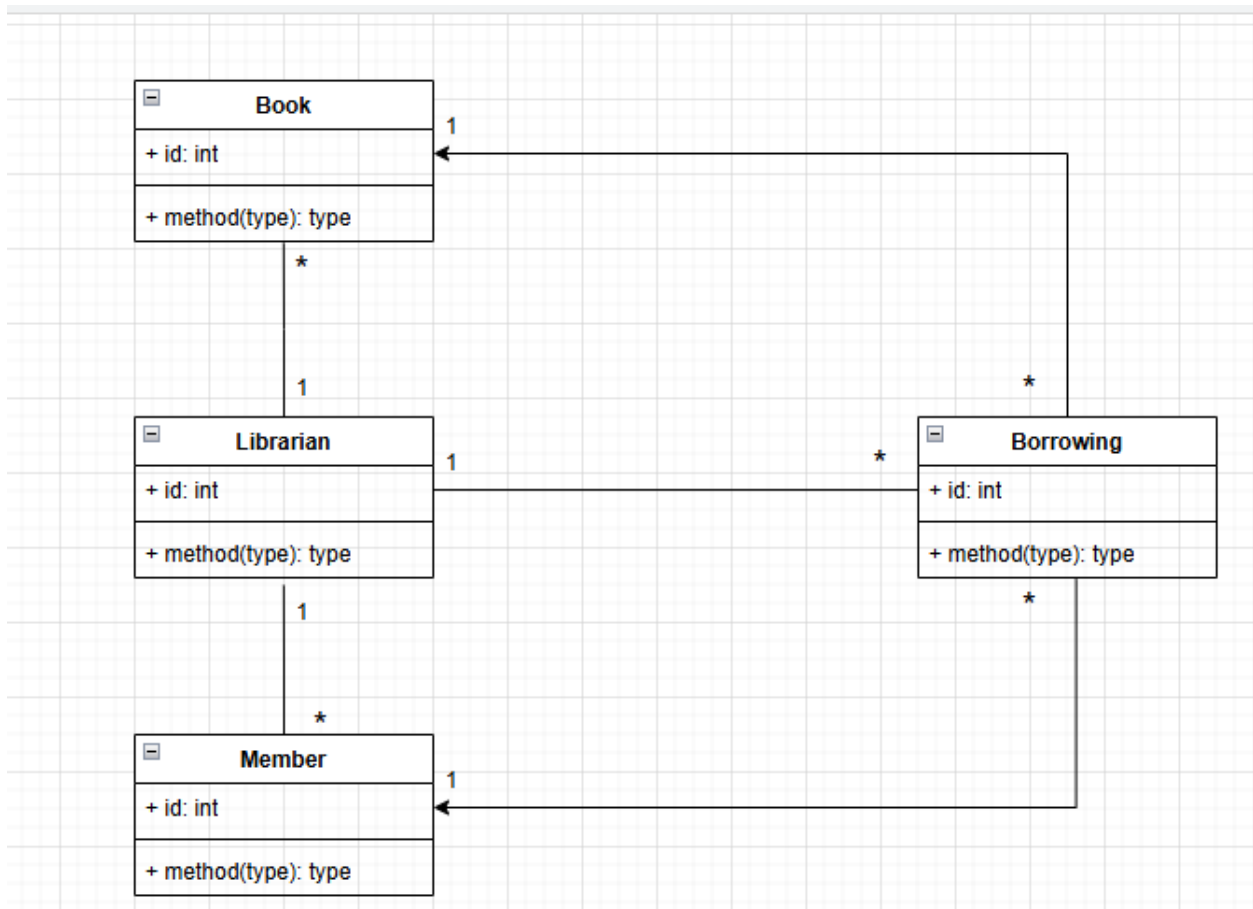 Book
+ id: int
+ method(type): type
1
*
1
*
Librarian
+ id: int
+ method(type): type
1
*
Borrowing
+ id: int
+ method(type): type
1
*
*
Member
+ id: int
+ method(type): type
1